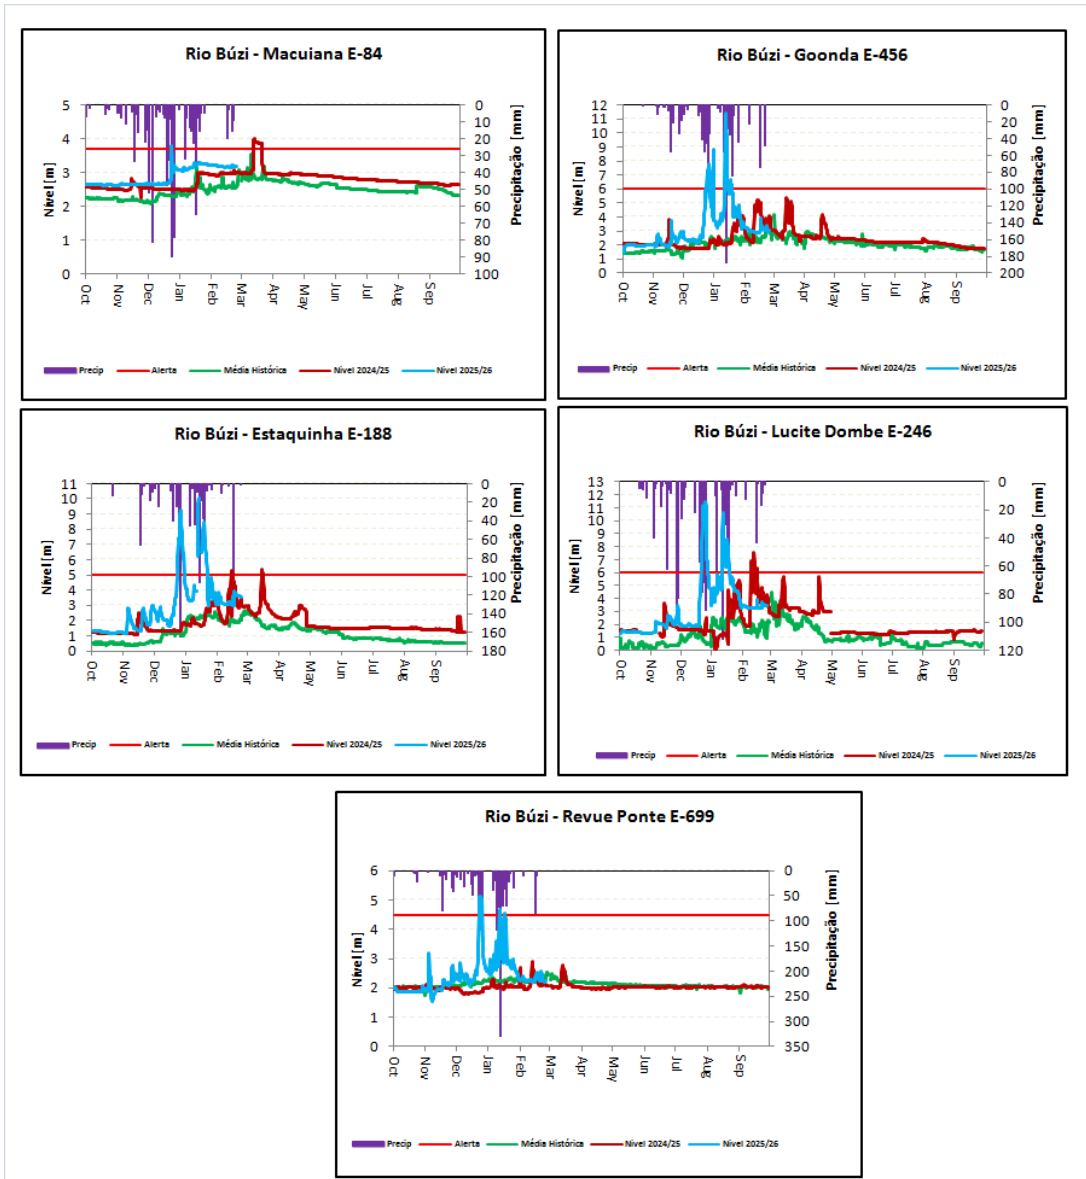 Rio Búzi - Macuiana E-84
5
4
3
2
1
0
Nível [m]
0
10
20
30
40
50
60
70
80
90
100
Precipitação [mm]
Oct
Nov
Dec
Jan
Feb
Mar
Apr
May
Jun
Jul
Aug
Sep
Precip Alerta Média Histórica Nivel 2024/25 Nivel 2025/26
Rio Búzi - Goonda E-456
12
11
10
9
8
7
6
5
4
3
2
1
0
Nível [m]
0
20
40
60
80
100
120
140
160
180
200
Precipitação [mm]
Oct
Nov
Dec
Jan
Feb
Mar
Apr
May
Jun
Jul
Aug
Sep
Precip Alerta Média Histórica Nivel 2024/25 Nivel 2025/26
Rio Búzi - Estaquinha E-188
11
10
9
8
7
6
5
4
3
2
1
0
Nível [m]
0
20
40
60
80
100
120
140
160
180
Precipitação [mm]
Oct
Nov
Dec
Jan
Feb
Mar
Apr
May
Jun
Jul
Aug
Sep
Precip Alerta Média Histórica Nivel 2024/25 Nivel 2025/26
Rio Búzi - Lucite Dombe E-246
13
12
11
10
9
8
7
6
5
4
3
2
1
0
Nível [m]
0
20
40
60
80
100
120
Precipitação [mm]
Oct
Nov
Dec
Jan
Feb
Mar
Apr
May
Jun
Jul
Aug
Sep
Precip Alerta Média Histórica Nivel 2024/25 Nivel 2025/26
Rio Búzi - Revue Ponte E-699
6
5
4
3
2
1
0
Nível [m]
0
50
100
150
200
250
300
350
Precipitação [mm]
Oct
Nov
Dec
Jan
Feb
Mar
Apr
May
Jun
Jul
Aug
Sep
Precip Alerta Média Histórica Nivel 2024/25 Nivel 2025/26